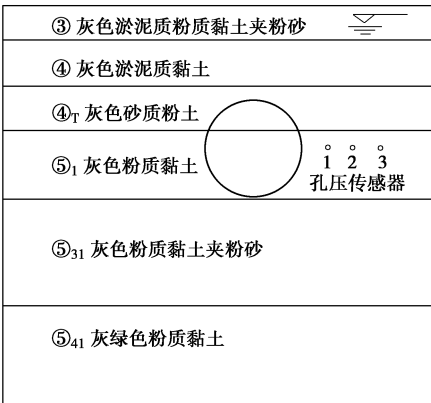 ③ 灰色淤泥质粉质黏土夹粉砂
④ 灰色淤泥质黏土
④T 灰色砂质粉土
⑤1 灰色粉质黏土
1 2 3
孔压传感器
⑤31 灰色粉质黏土夹粉砂
⑤41 灰绿色粉质黏土